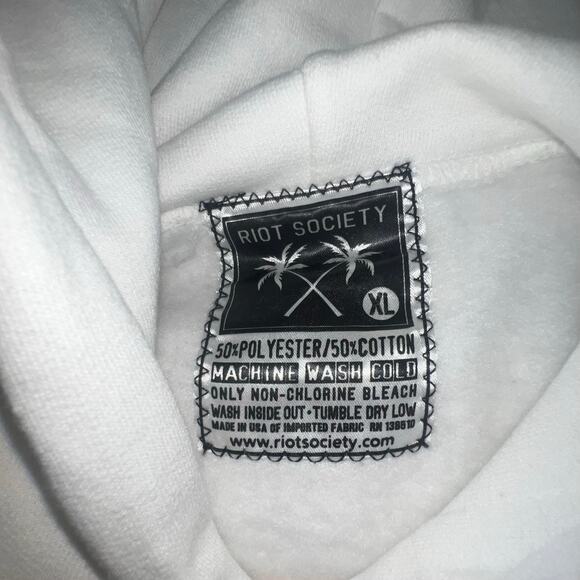 RIOT SOCIETY
XL
50%POLYESTER/50%COTTON
MACHINE WASH COLD
ONLY NON-CHLORINE BLEACH
WASH INSIDE OUT • TUMBLE DRY LOW
MADE IN USA OF IMPORTED FABRIC RN 138510
www.riotsociety.com